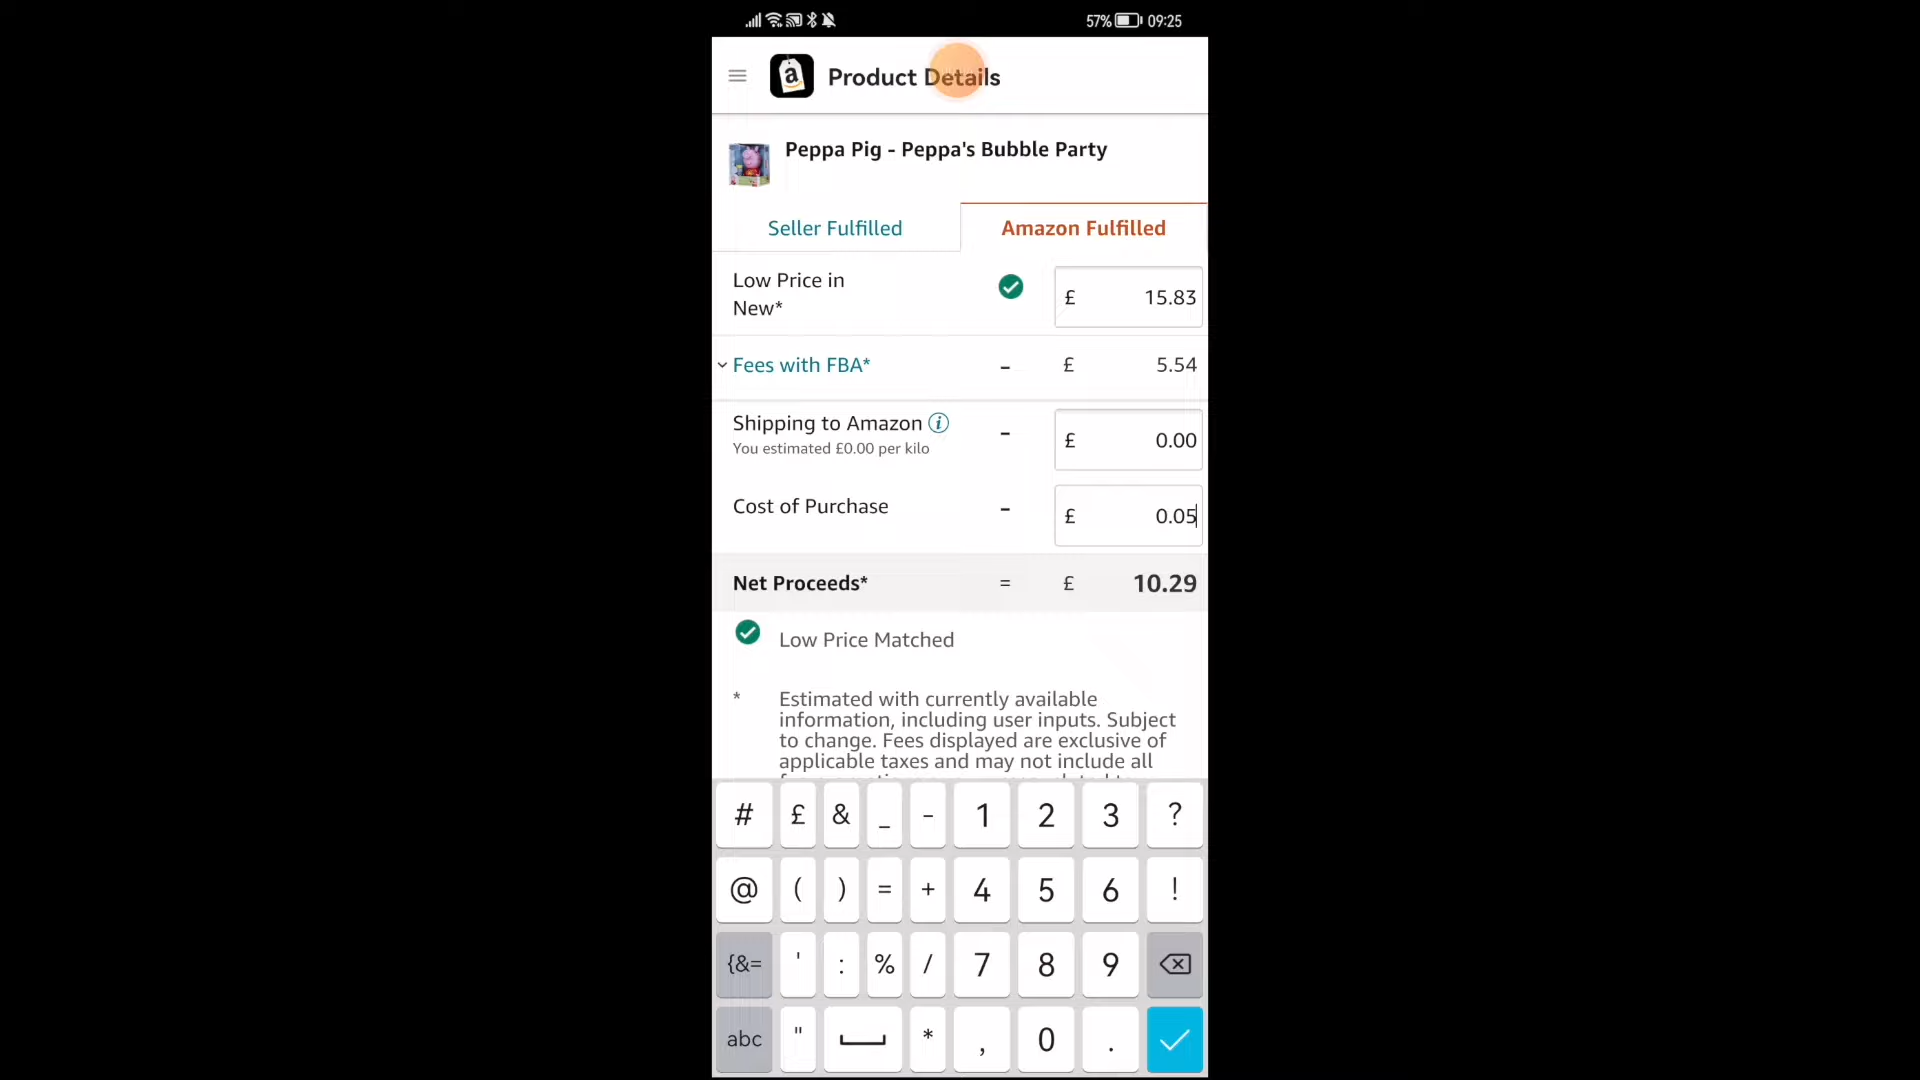 57% 09:25
Product Details
Peppa Pig - Peppa's Bubble Party
Seller Fulfilled Amazon Fulfilled
Low Price in
New*
£ 15.83
Fees with FBA* - £ 5.54
Shipping to Amazon i
You estimated £0.00 per kilo
- £ 0.00
Cost of Purchase - £ 0.05
Net Proceeds* = £ 10.29
Low Price Matched
* Estimated with currently available
information, including user inputs. Subject
to change. Fees displayed are exclusive of
applicable taxes and may not include all
# £ & _ - 1 2 3 ?
@ ( ) = + 4 5 6 !
{&= ' : % / 7 8 9
abc " * , 0 .